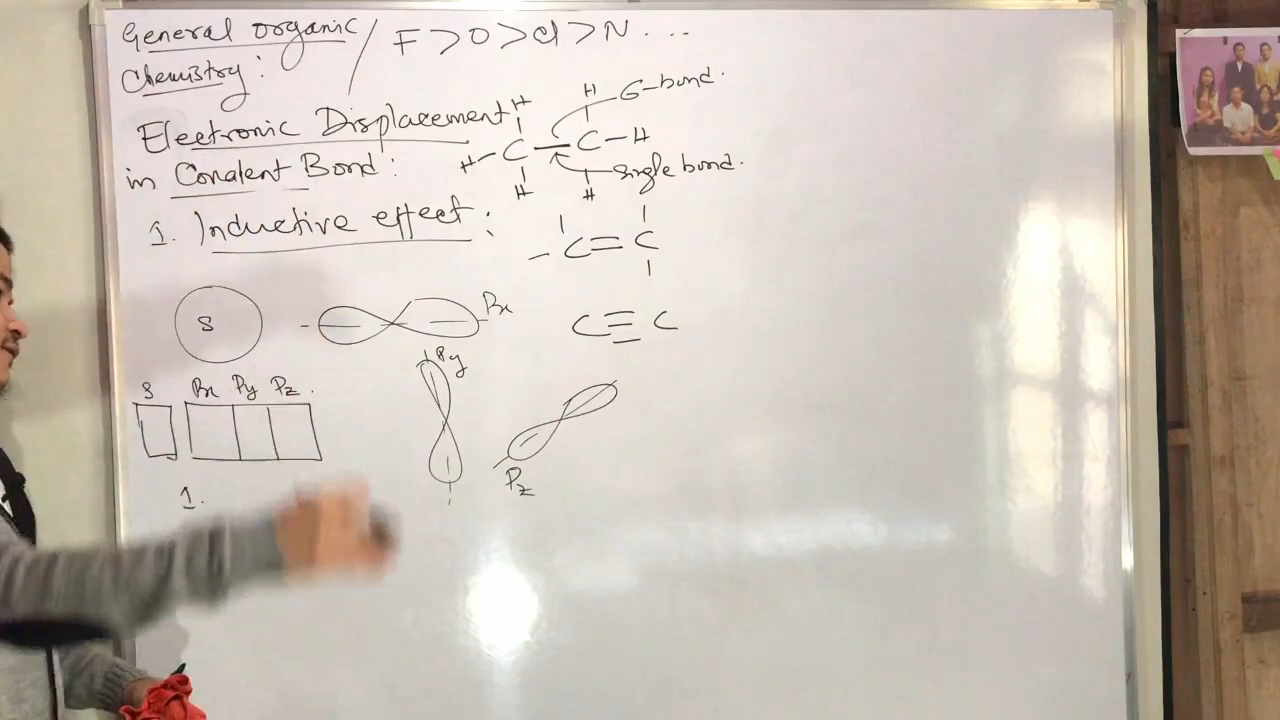 General organic / F > O > Cl > N ...
Chemistry :
Electronic Displacement
in Covalent Bond :
1. Inductive effect :
H H σ-bond.
H - C - C - H
H H single bond.
- C = C
C ≡ C
S Px
Py
S Px Py Pz .
Pz
1.